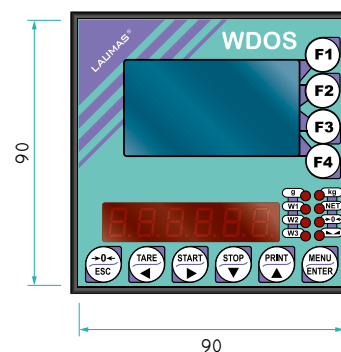 LAUMAS®
WDOS
F1
F2
F3
F4
90
g kg
W1 NET
W2 →0←
W3
→0← TARE START STOP PRINT MENU
ESC ◄ ► ▼ ▲ ENTER
90